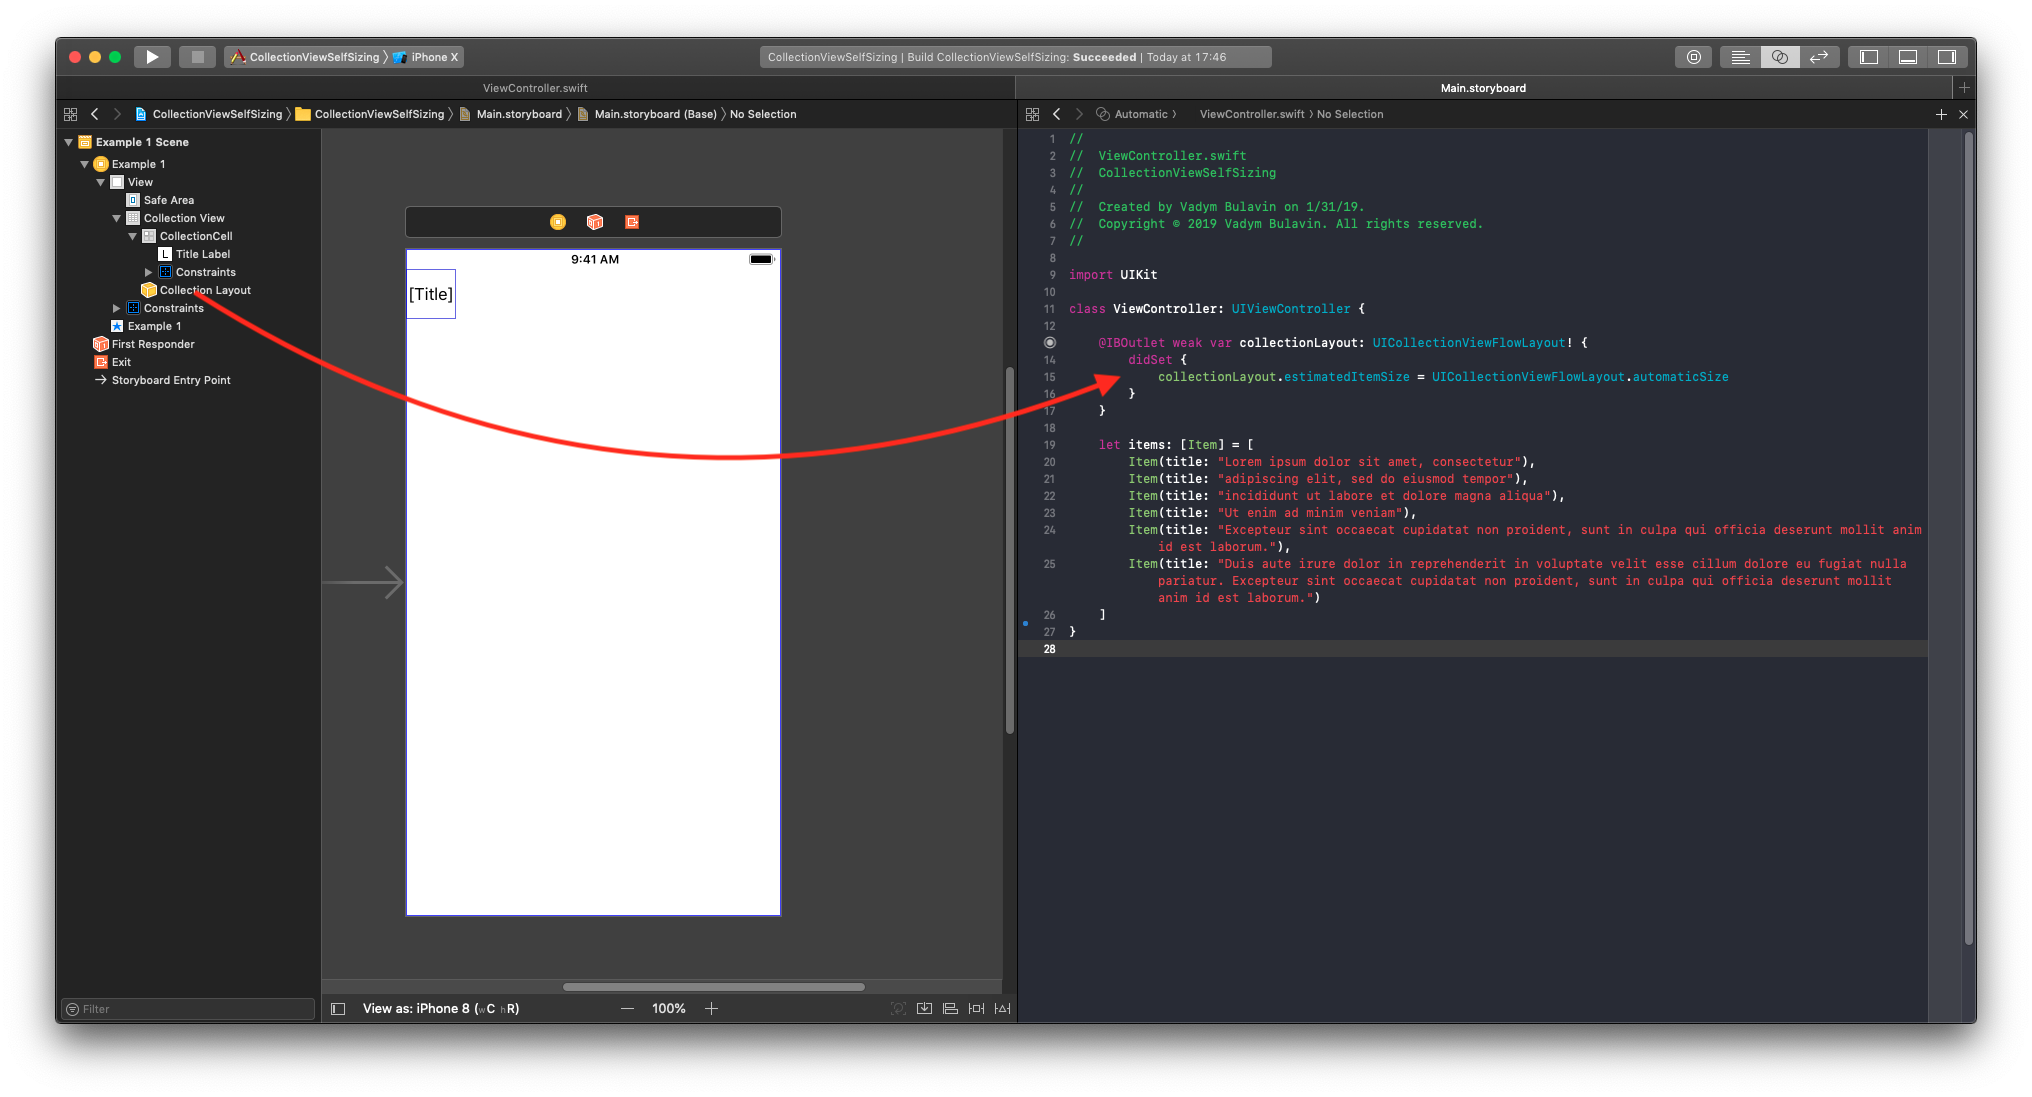 CollectionViewSelfSizing 〉 iPhone X
CollectionViewSelfSizing | Build CollectionViewSelfSizing: Succeeded | Today at 17:46
ViewController.swift
Main.storyboard
CollectionViewSelfSizing 〉 CollectionViewSelfSizing 〉 Main.storyboard 〉 Main.storyboard (Base) 〉 No Selection
Automatic 〉 ViewController.swift 〉 No Selection
Example 1 Scene
Example 1
View
Safe Area
Collection View
CollectionCell
L Title Label
Constraints
Collection Layout
Constraints
Example 1
First Responder
Exit
Storyboard Entry Point
Filter
9:41 AM
[Title]
View as: iPhone 8 (wC hR)
100%
1 //
2 //  ViewController.swift
3 //  CollectionViewSelfSizing
4 //
5 //  Created by Vadym Bulavin on 1/31/19.
6 //  Copyright © 2019 Vadym Bulavin. All rights reserved.
7 //
8
9 import UIKit
10
11 class ViewController: UIViewController {
12
@IBOutlet weak var collectionLayout: UICollectionViewFlowLayout! {
14 didSet {
15 collectionLayout.estimatedItemSize = UICollectionViewFlowLayout.automaticSize
16 }
17 }
18
19 let items: [Item] = [
20 Item(title: "Lorem ipsum dolor sit amet, consectetur"),
21 Item(title: "adipiscing elit, sed do eiusmod tempor"),
22 Item(title: "incididunt ut labore et dolore magna aliqua"),
23 Item(title: "Ut enim ad minim veniam"),
24 Item(title: "Excepteur sint occaecat cupidatat non proident, sunt in culpa qui officia deserunt mollit anim
id est laborum."),
25 Item(title: "Duis aute irure dolor in reprehenderit in voluptate velit esse cillum dolore eu fugiat nulla
pariatur. Excepteur sint occaecat cupidatat non proident, sunt in culpa qui officia deserunt mollit
anim id est laborum.")
26 ]
27 }
28